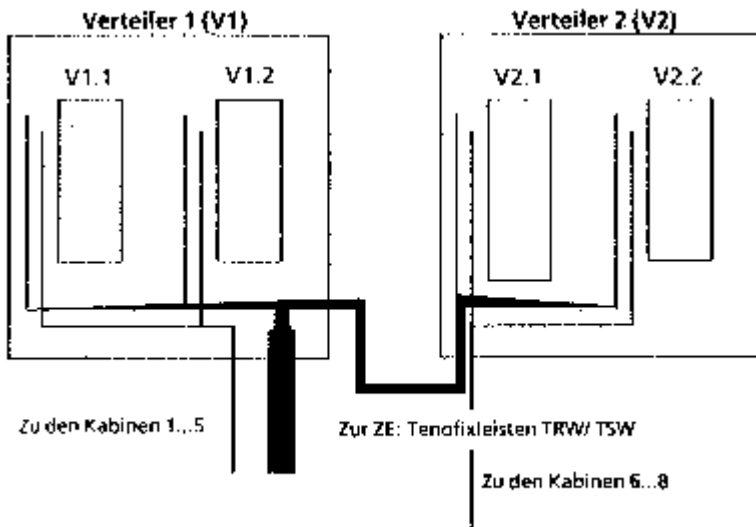 Verteiler 1 (V1)
Verteiler 2 (V2)
V1.1
V1.2
V2.1
V2.2
Zu den Kabinen 1...5
Zur ZE: Tenofixleisten TRW/ TSW
Zu den Kabinen 6...8